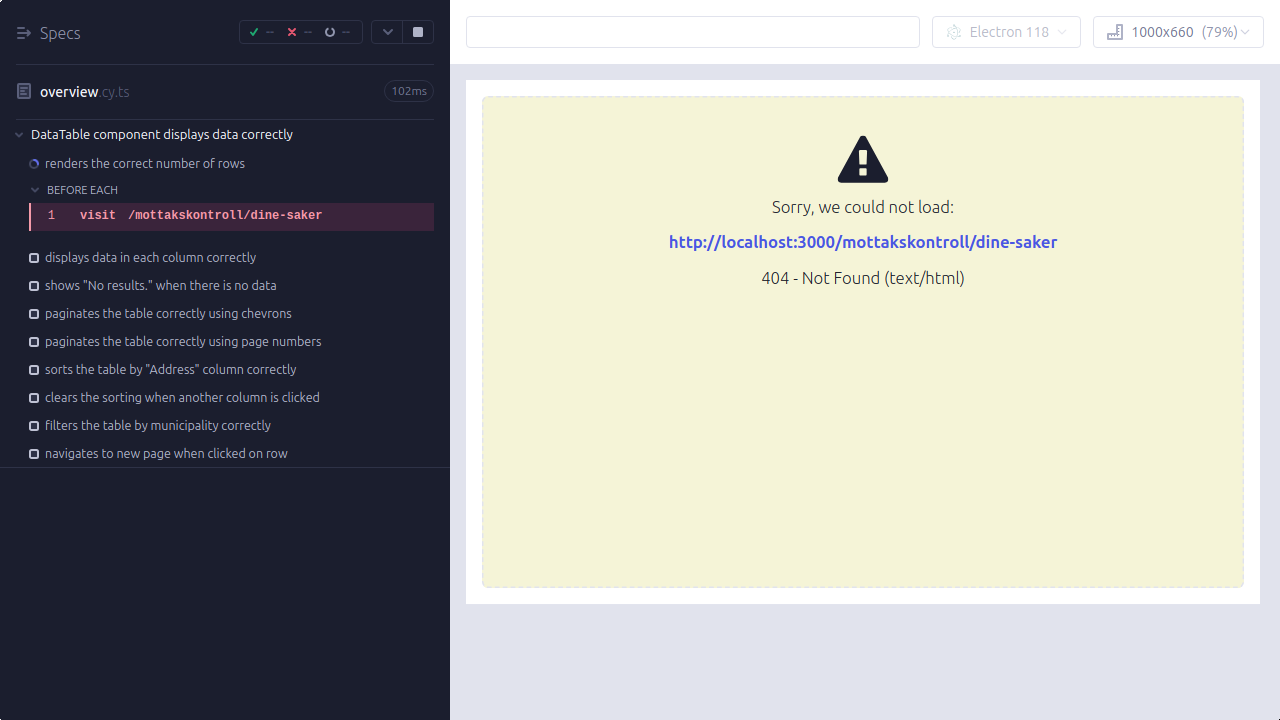 Specs
--
--
--
Electron 118
1000x660 (79%)
overview.cy.ts
102ms
DataTable component displays data correctly
renders the correct number of rows
BEFORE EACH
1 visit /mottakskontroll/dine-saker
displays data in each column correctly
shows "No results." when there is no data
paginates the table correctly using chevrons
paginates the table correctly using page numbers
sorts the table by "Address" column correctly
clears the sorting when another column is clicked
filters the table by municipality correctly
navigates to new page when clicked on row
Sorry, we could not load:
http://localhost:3000/mottakskontroll/dine-saker
404 - Not Found (text/html)